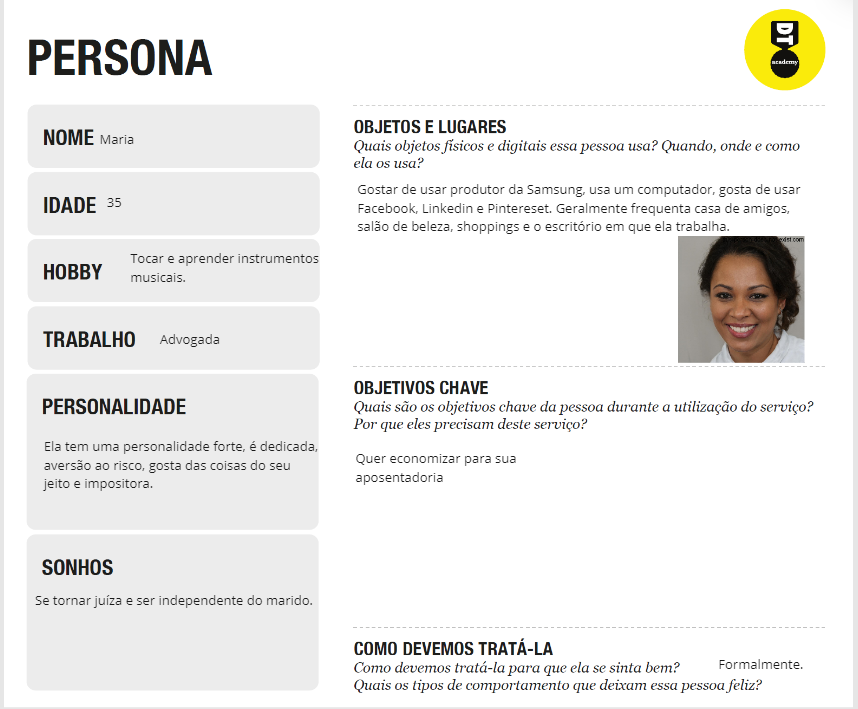 PERSONA
DT
academy
NOME Maria
IDADE 35
HOBBY Tocar e aprender instrumentos
musicais.
TRABALHO Advogada
PERSONALIDADE
Ela tem uma personalidade forte, é dedicada,
aversão ao risco, gosta das coisas do seu
jeito e impositora.
SONHOS
Se tornar juíza e ser independente do marido.
OBJETOS E LUGARES
Quais objetos físicos e digitais essa pessoa usa? Quando, onde e como
ela os usa?
Gostar de usar produtor da Samsung, usa um computador, gosta de usar
Facebook, Linkedin e Pintereset. Geralmente frequenta casa de amigos,
salão de beleza, shoppings e o escritório em que ela trabalha.
OBJETIVOS CHAVE
Quais são os objetivos chave da pessoa durante a utilização do serviço?
Por que eles precisam deste serviço?
Quer economizar para sua
aposentadoria
COMO DEVEMOS TRATÁ-LA
Como devemos tratá-la para que ela se sinta bem? Formalmente.
Quais os tipos de comportamento que deixam essa pessoa feliz?